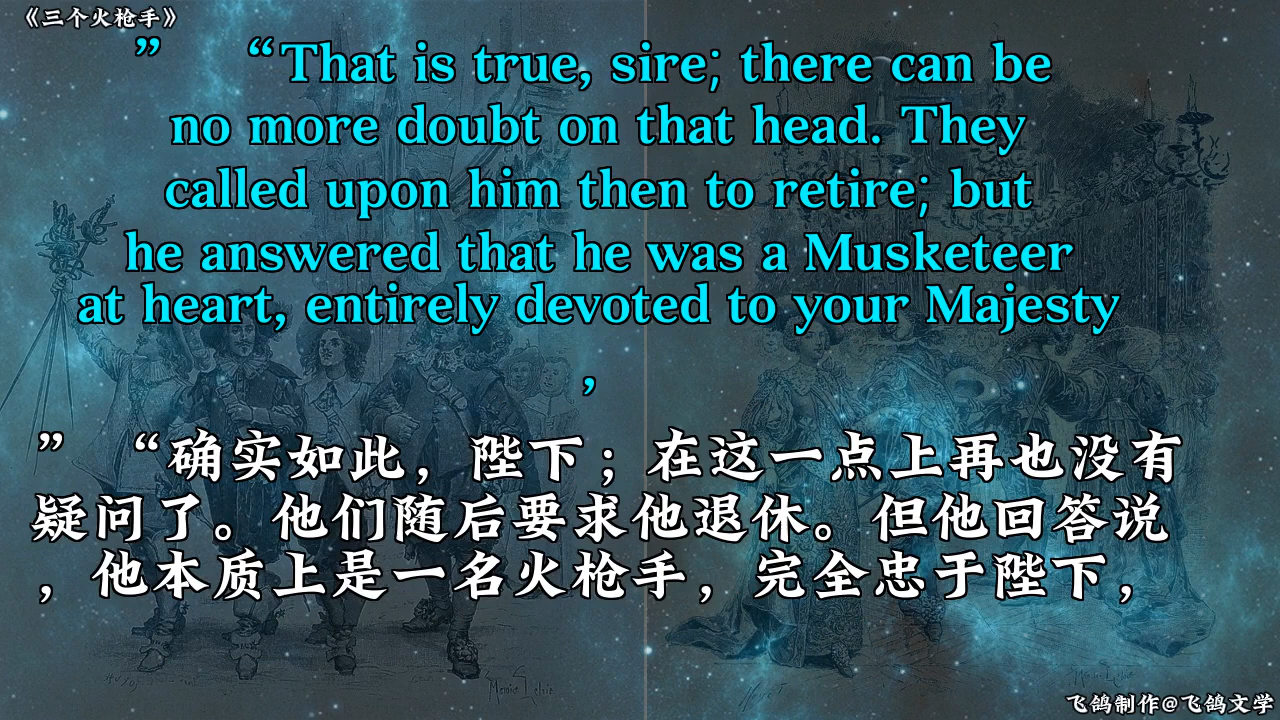 《三个火枪手》
” “That is true, sire; there can be
no more doubt on that head. They
called upon him then to retire; but
he answered that he was a Musketeer
at heart, entirely devoted to your Majesty
,
” “确实如此，陛下；在这一点上再也没有
疑问了。他们随后要求他退休。但他回答说
，他本质上是一名火枪手，完全忠于陛下，
飞鸽制作@飞鸽文学